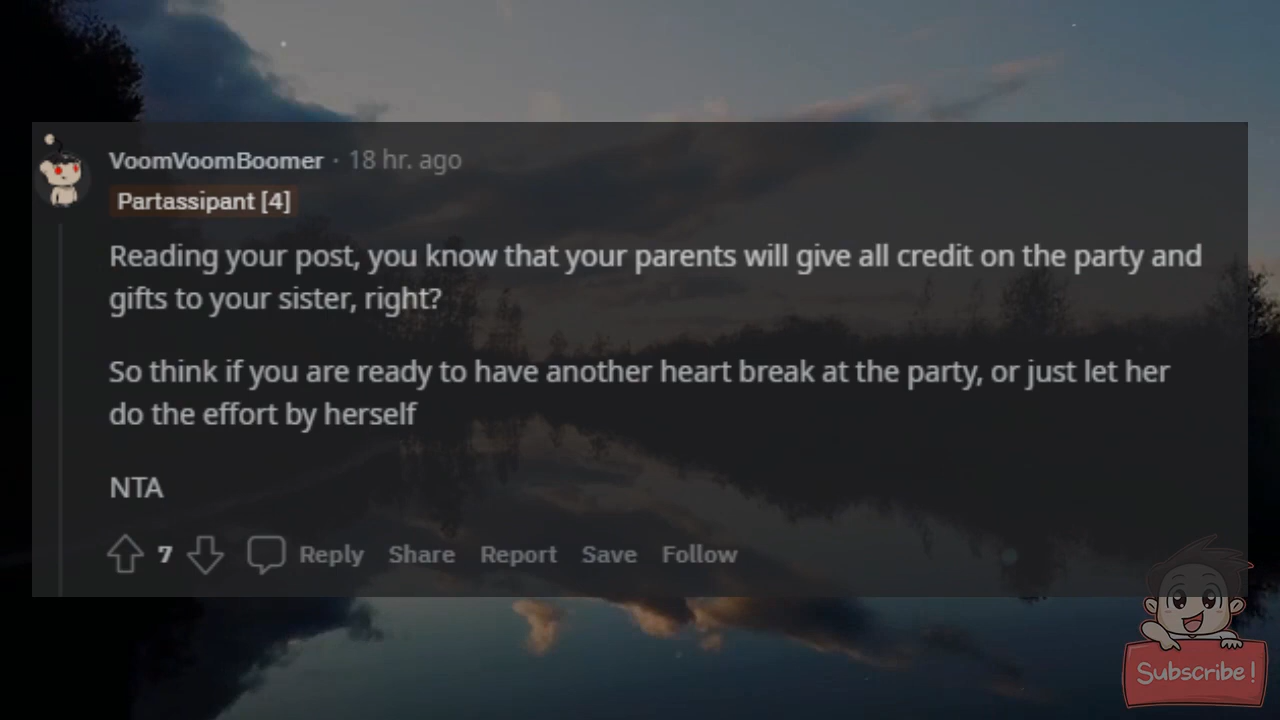 VoomVoomBoomer · 18 hr. ago
Partassipant [4]
Reading your post, you know that your parents will give all credit on the party and
gifts to your sister, right?
So think if you are ready to have another heart break at the party, or just let her
do the effort by herself
NTA
7 Reply Share Report Save Follow
Subscribe!